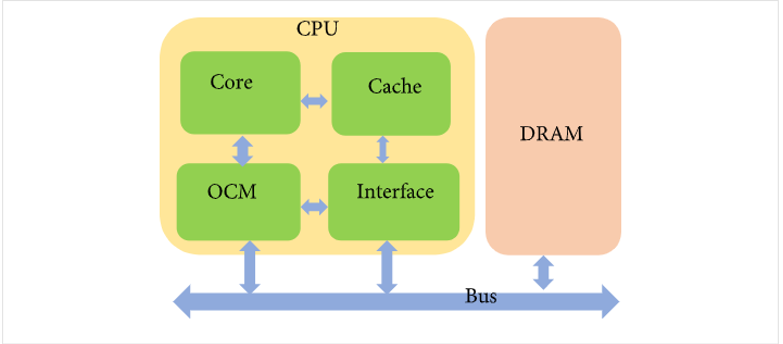 CPU
Core
Cache
DRAM
OCM
Interface
Bus